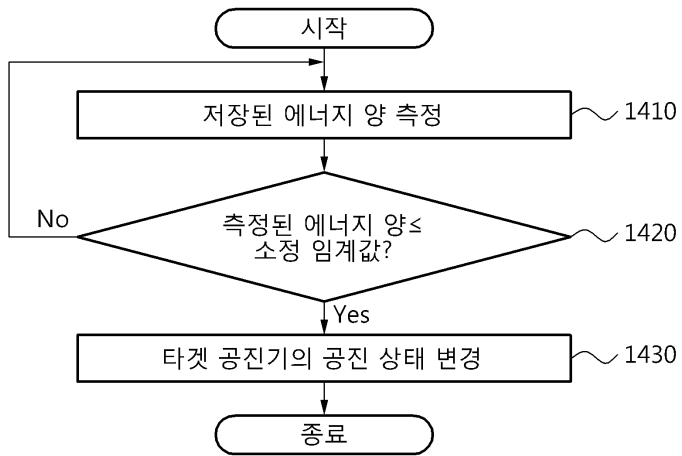 시작
저장된 에너지 양 측정
1410
측정된 에너지 양≤
소정 임계값?
1420
No
Yes
타겟 공진기의 공진 상태 변경
1430
종료